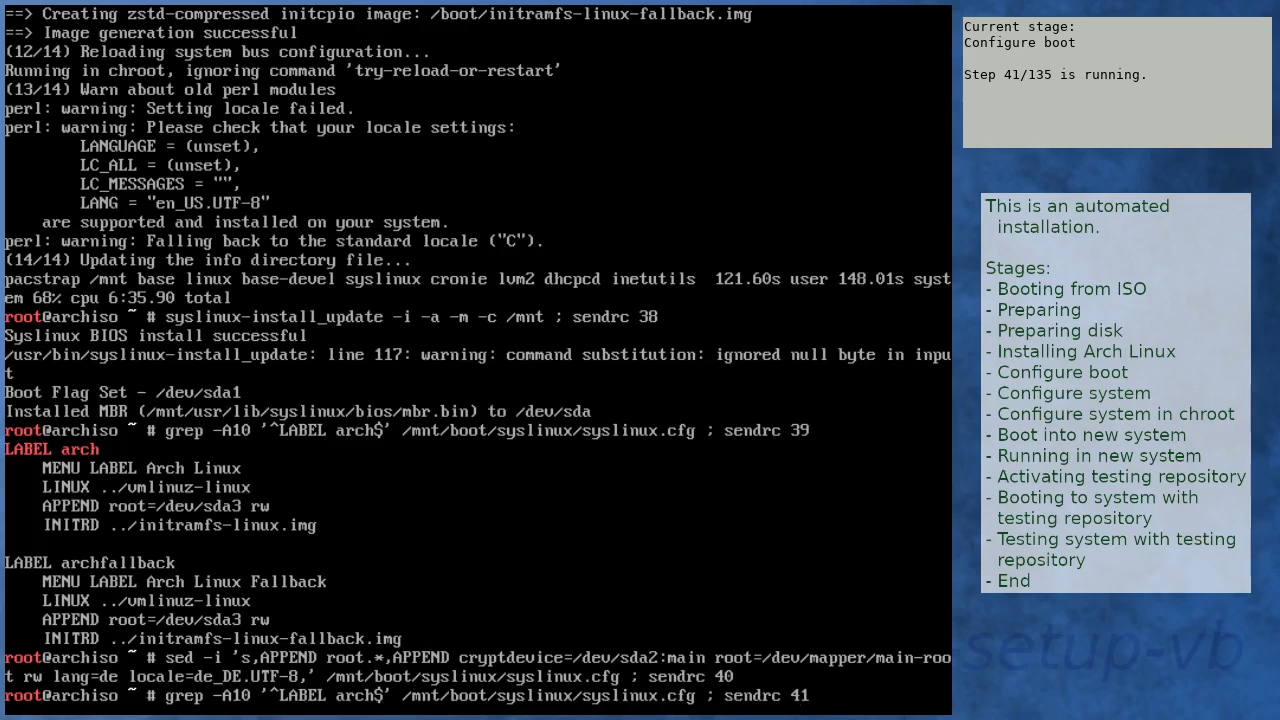 ==> Creating zstd-compressed initcpio image: /boot/initramfs-linux-fallback.img
==> Image generation successful
(12/14) Reloading system bus configuration...
Running in chroot, ignoring command 'try-reload-or-restart'
(13/14) Warn about old perl modules
perl: warning: Setting locale failed.
perl: warning: Please check that your locale settings:
        LANGUAGE = (unset),
        LC_ALL = (unset),
        LC_MESSAGES = "",
        LANG = "en_US.UTF-8"
    are supported and installed on your system.
perl: warning: Falling back to the standard locale ("C").
(14/14) Updating the info directory file...
pacstrap /mnt base linux base-devel syslinux cronie lvm2 dhcpcd inetutils  121.60s user 148.01s syst
em 68% cpu 6:35.90 total
root@archiso ~ # syslinux-install_update -i -a -m -c /mnt ; sendrc 38
Syslinux BIOS install successful
/usr/bin/syslinux-install_update: line 117: warning: command substitution: ignored null byte in inpu
t
Boot Flag Set - /dev/sda1
Installed MBR (/mnt/usr/lib/syslinux/bios/mbr.bin) to /dev/sda
root@archiso ~ # grep -A10 '^LABEL arch$' /mnt/boot/syslinux/syslinux.cfg ; sendrc 39
LABEL arch
    MENU LABEL Arch Linux
    LINUX ../vmlinuz-linux
    APPEND root=/dev/sda3 rw
    INITRD ../initramfs-linux.img

LABEL archfallback
    MENU LABEL Arch Linux Fallback
    LINUX ../vmlinuz-linux
    APPEND root=/dev/sda3 rw
    INITRD ../initramfs-linux-fallback.img
root@archiso ~ # sed -i 's,APPEND root.*,APPEND cryptdevice=/dev/sda2:main root=/dev/mapper/main-roo
t rw lang=de locale=de_DE.UTF-8,' /mnt/boot/syslinux/syslinux.cfg ; sendrc 40
root@archiso ~ # grep -A10 '^LABEL arch$' /mnt/boot/syslinux/syslinux.cfg ; sendrc 41
Current stage:
Configure boot

Step 41/135 is running.
This is an automated
installation.

Stages:
- Booting from ISO
- Preparing
- Preparing disk
- Installing Arch Linux
- Configure boot
- Configure system
- Configure system in chroot
- Boot into new system
- Running in new system
- Activating testing repository
- Booting to system with
testing repository
- Testing system with testing
repository
- End
setup-vb